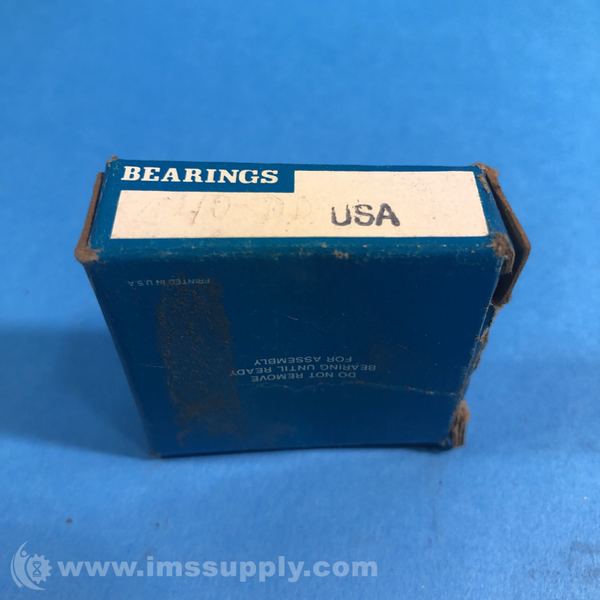 BEARINGS
USA
PRINTED IN U.S.A.
DO NOT REMOVE
BEARING UNTIL READY
FOR ASSEMBLY
www.imssupply.com